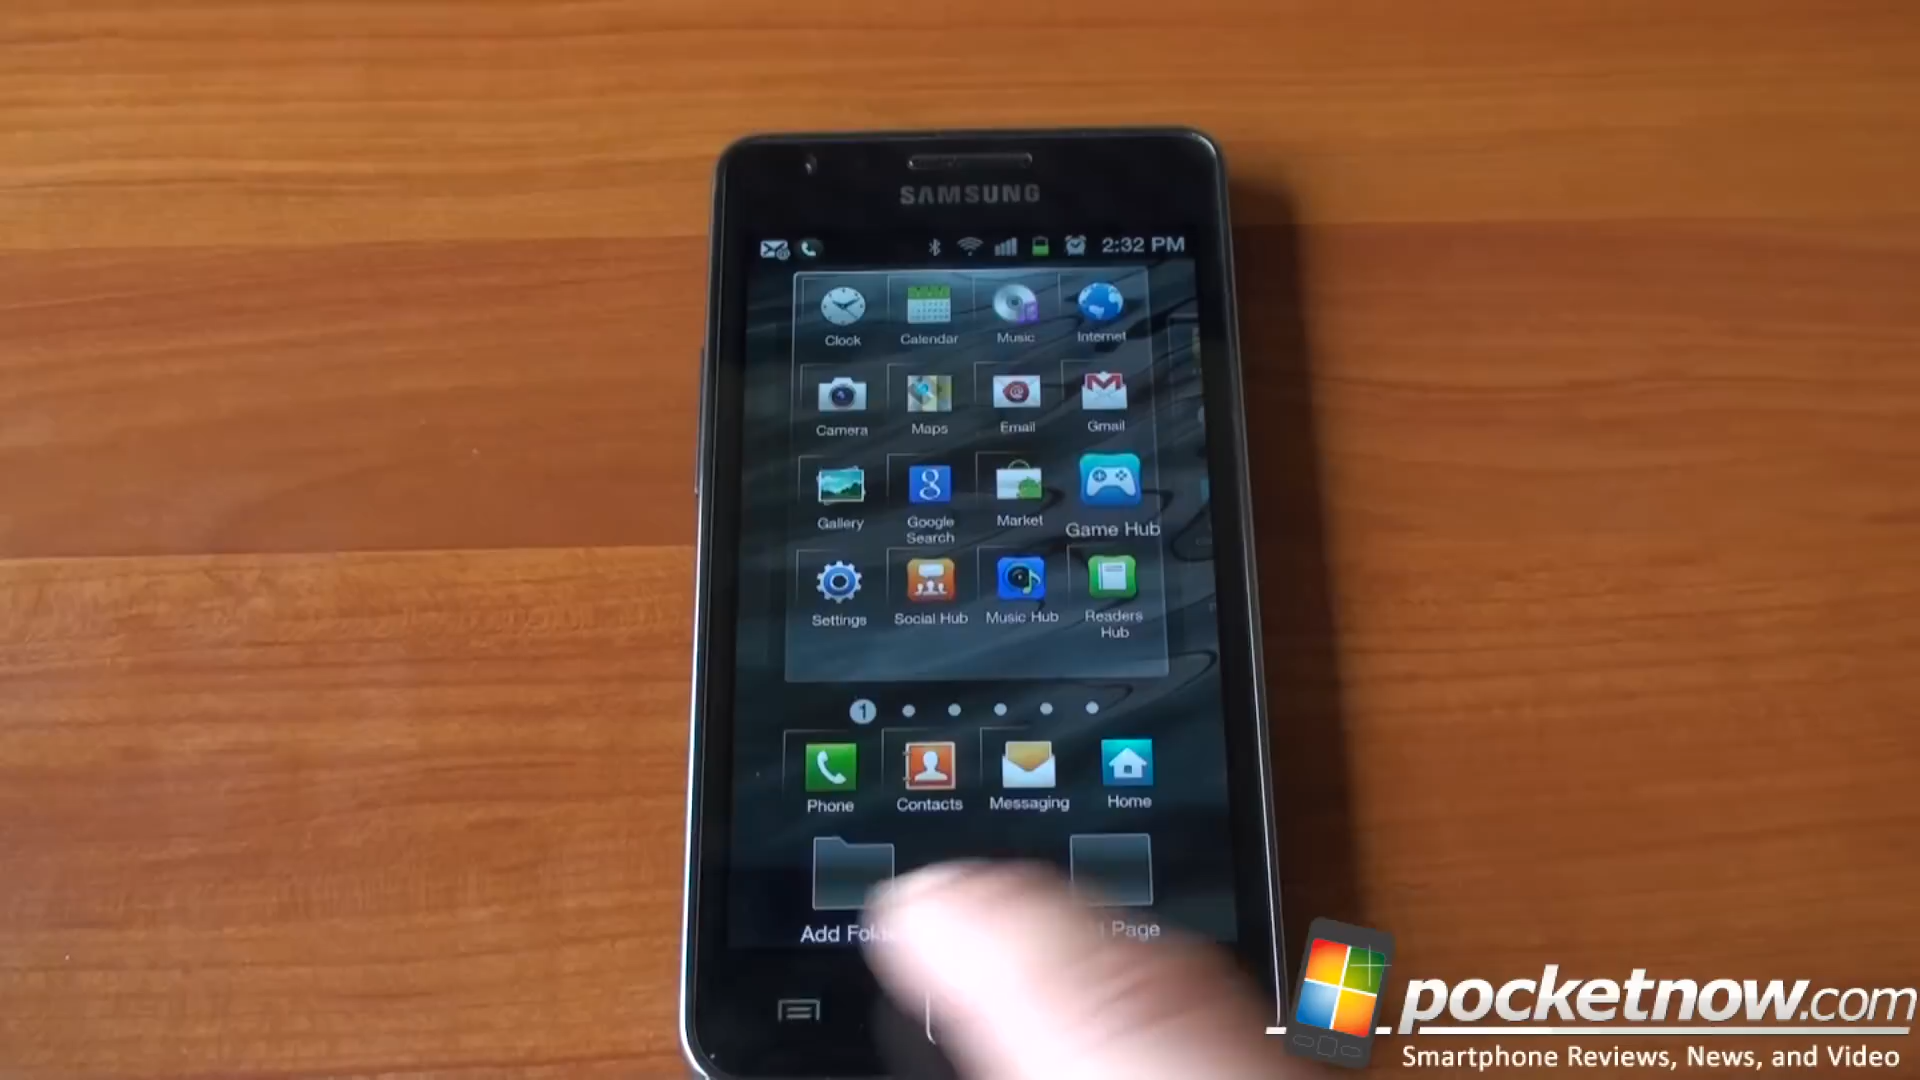 SAMSUNG
2:32 PM
Clock Calendar Music Internet
Camera Maps Email Gmail
Gallery Google Search Market Game Hub
Settings Social Hub Music Hub Readers Hub
1
Phone Contacts Messaging Home
Add Page
pocketnow.com
Smartphone Reviews, News, and Video